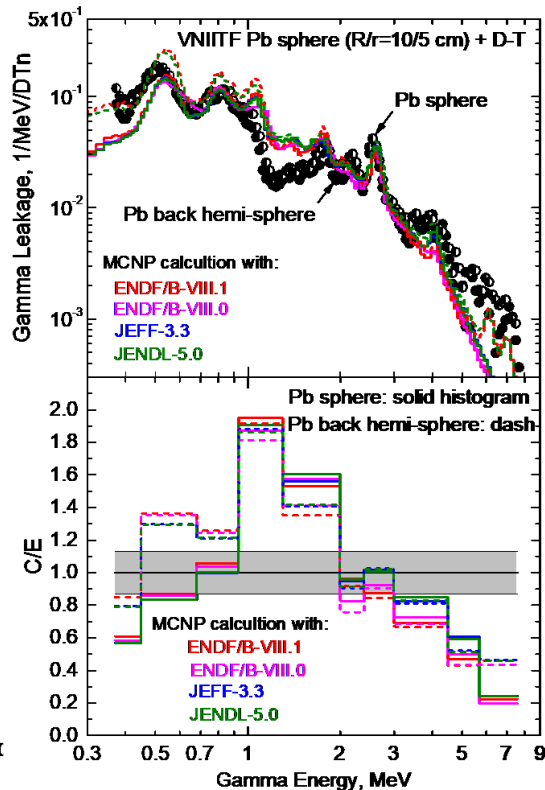 5x10⁻¹
VNIITF Pb sphere (R/r=10/5 cm) + D-T
10⁻¹
Pb sphere
10⁻²
Pb back hemi-sphere
MCNP calcultion with:
ENDF/B-VIII.1
ENDF/B-VIII.0
JEFF-3.3
JENDL-5.0
10⁻³
Gamma Leakage, 1/MeV/DTn
Pb sphere: solid histogram
Pb back hemi-sphere: dash
2.0
1.8
1.6
1.4
1.2
1.0
0.8
0.6
0.4
0.2
0.0
C/E
MCNP calcultion with:
ENDF/B-VIII.1
ENDF/B-VIII.0
JEFF-3.3
JENDL-5.0
0.3 0.5 0.7 1 2 3 5 7 9
Gamma Energy, MeV